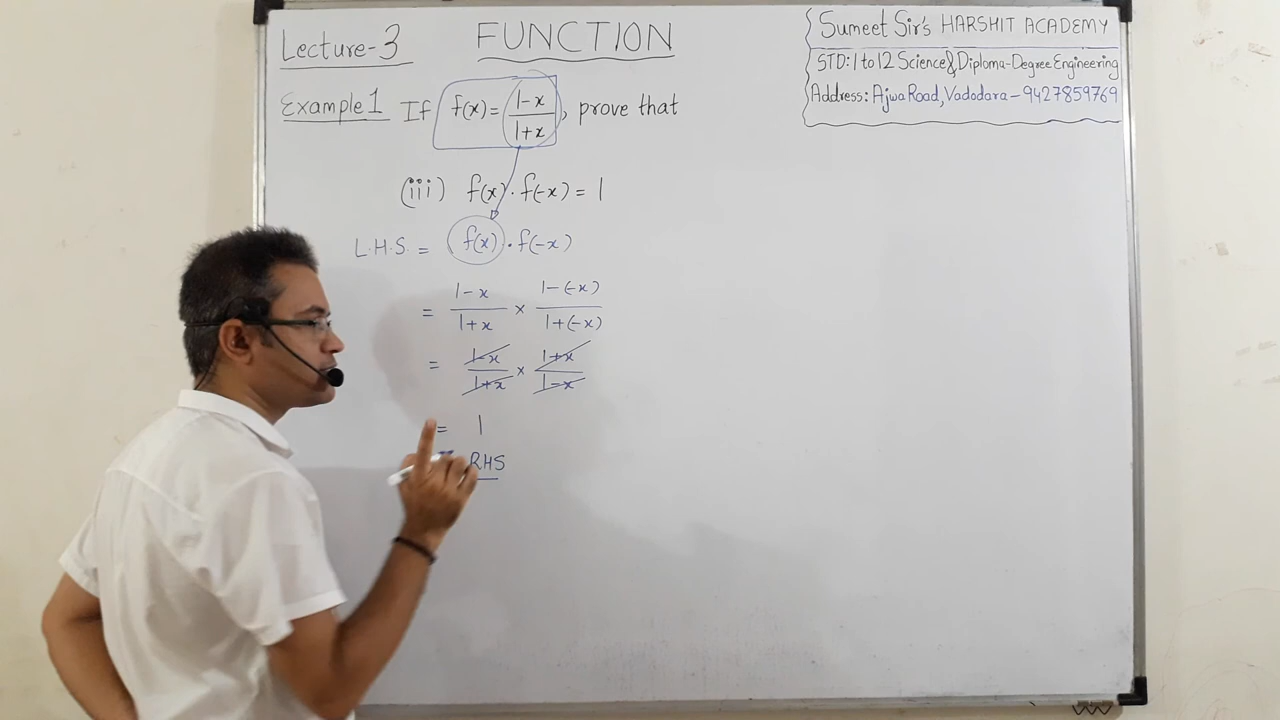 Lecture-3
FUNCTION
Sumeet Sir's HARSHIT ACADEMY
STD: 1 to 12 Science & Diploma-Degree Engineering
Address: Ajwa Road, Vadodara - 9427859769
Example 1 If f(x) = (1-x)/(1+x), prove that
(iii) f(x) . f(-x) = 1
L.H.S. = f(x) . f(-x)
= (1-x)/(1+x) × (1-(-x))/(1+(-x))
= (1-x)/(1+x) × (1+x)/(1-x)
= 1
RHS